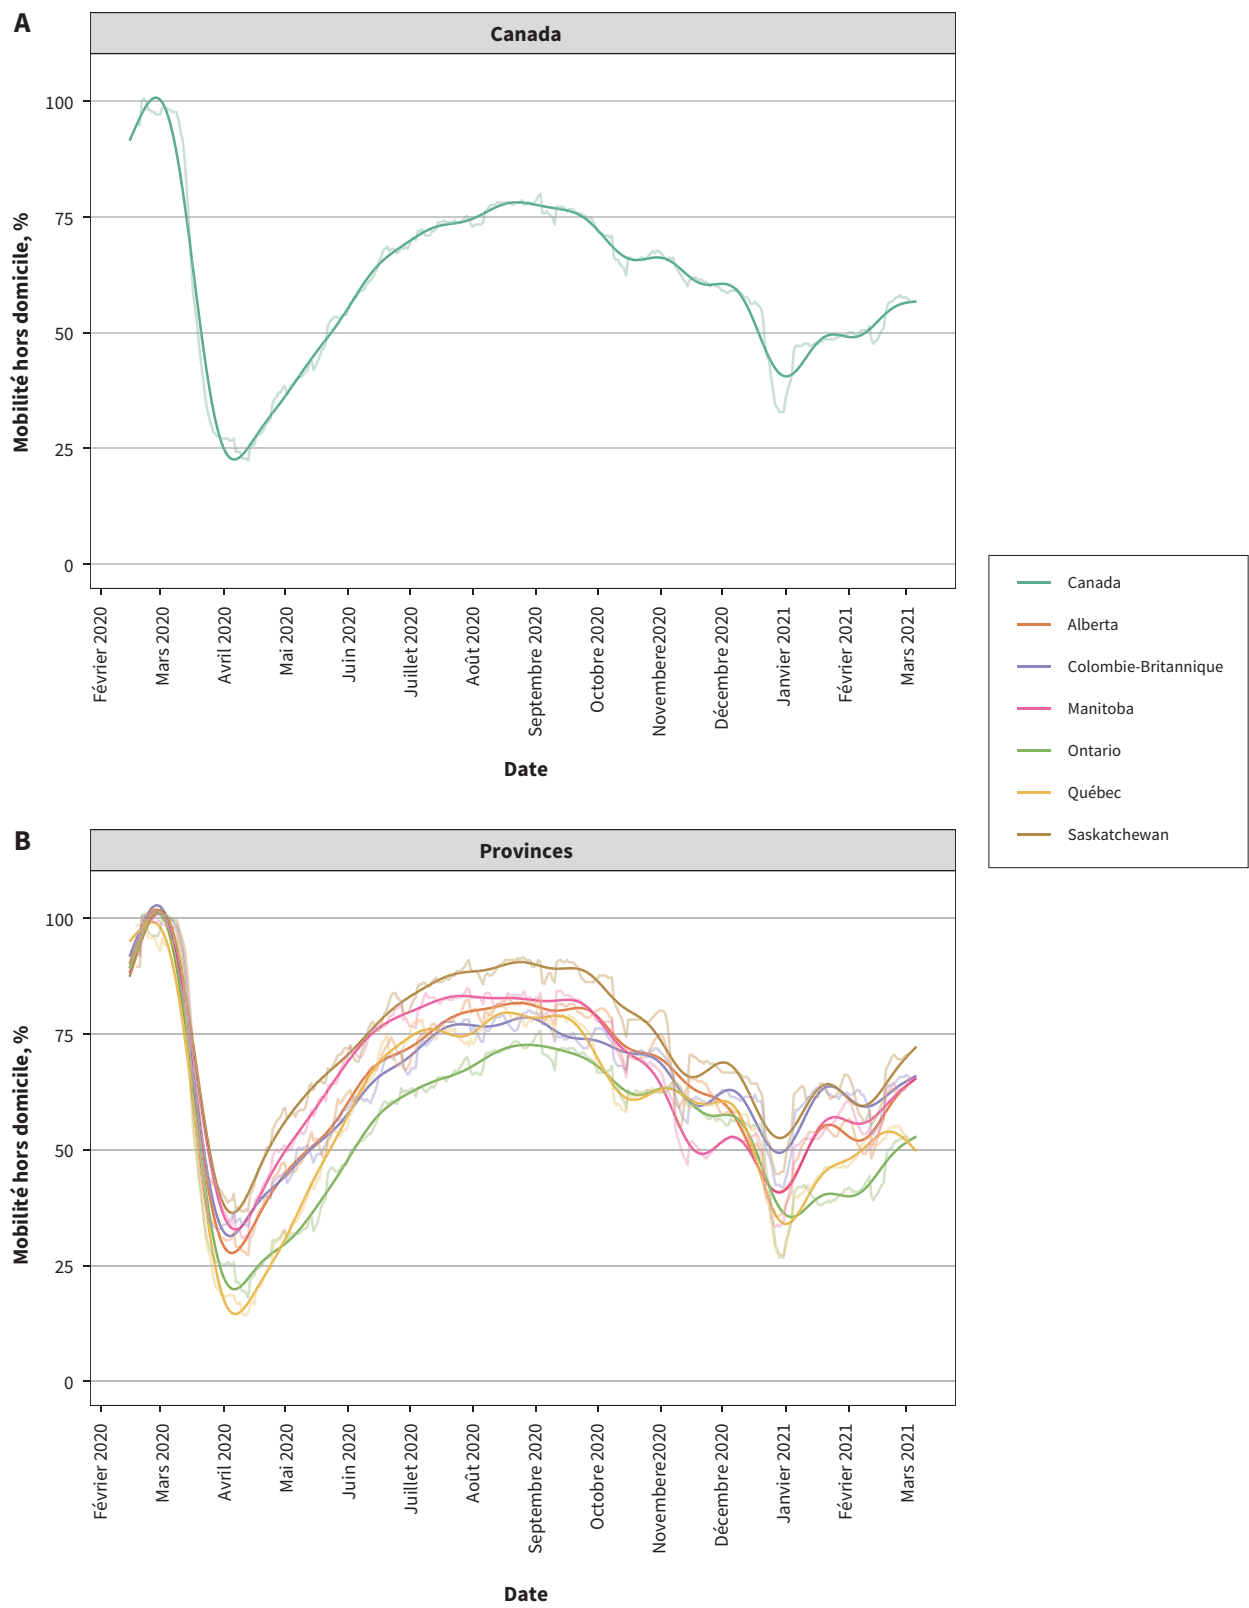 A
Canada
Mobilité hors domicile, %
100
75
50
25
0
Février 2020
Mars 2020
Avril 2020
Mai 2020
Juin 2020
Juillet 2020
Août 2020
Septembre 2020
Octobre 2020
Novembere2020
Décembre 2020
Janvier 2021
Février 2021
Mars 2021
Date
Canada
Alberta
Colombie-Britannique
Manitoba
Ontario
Québec
Saskatchewan
B
Provinces
Mobilité hors domicile, %
100
75
50
25
0
Février 2020
Mars 2020
Avril 2020
Mai 2020
Juin 2020
Juillet 2020
Août 2020
Septembre 2020
Octobre 2020
Novembere2020
Décembre 2020
Janvier 2021
Février 2021
Mars 2021
Date